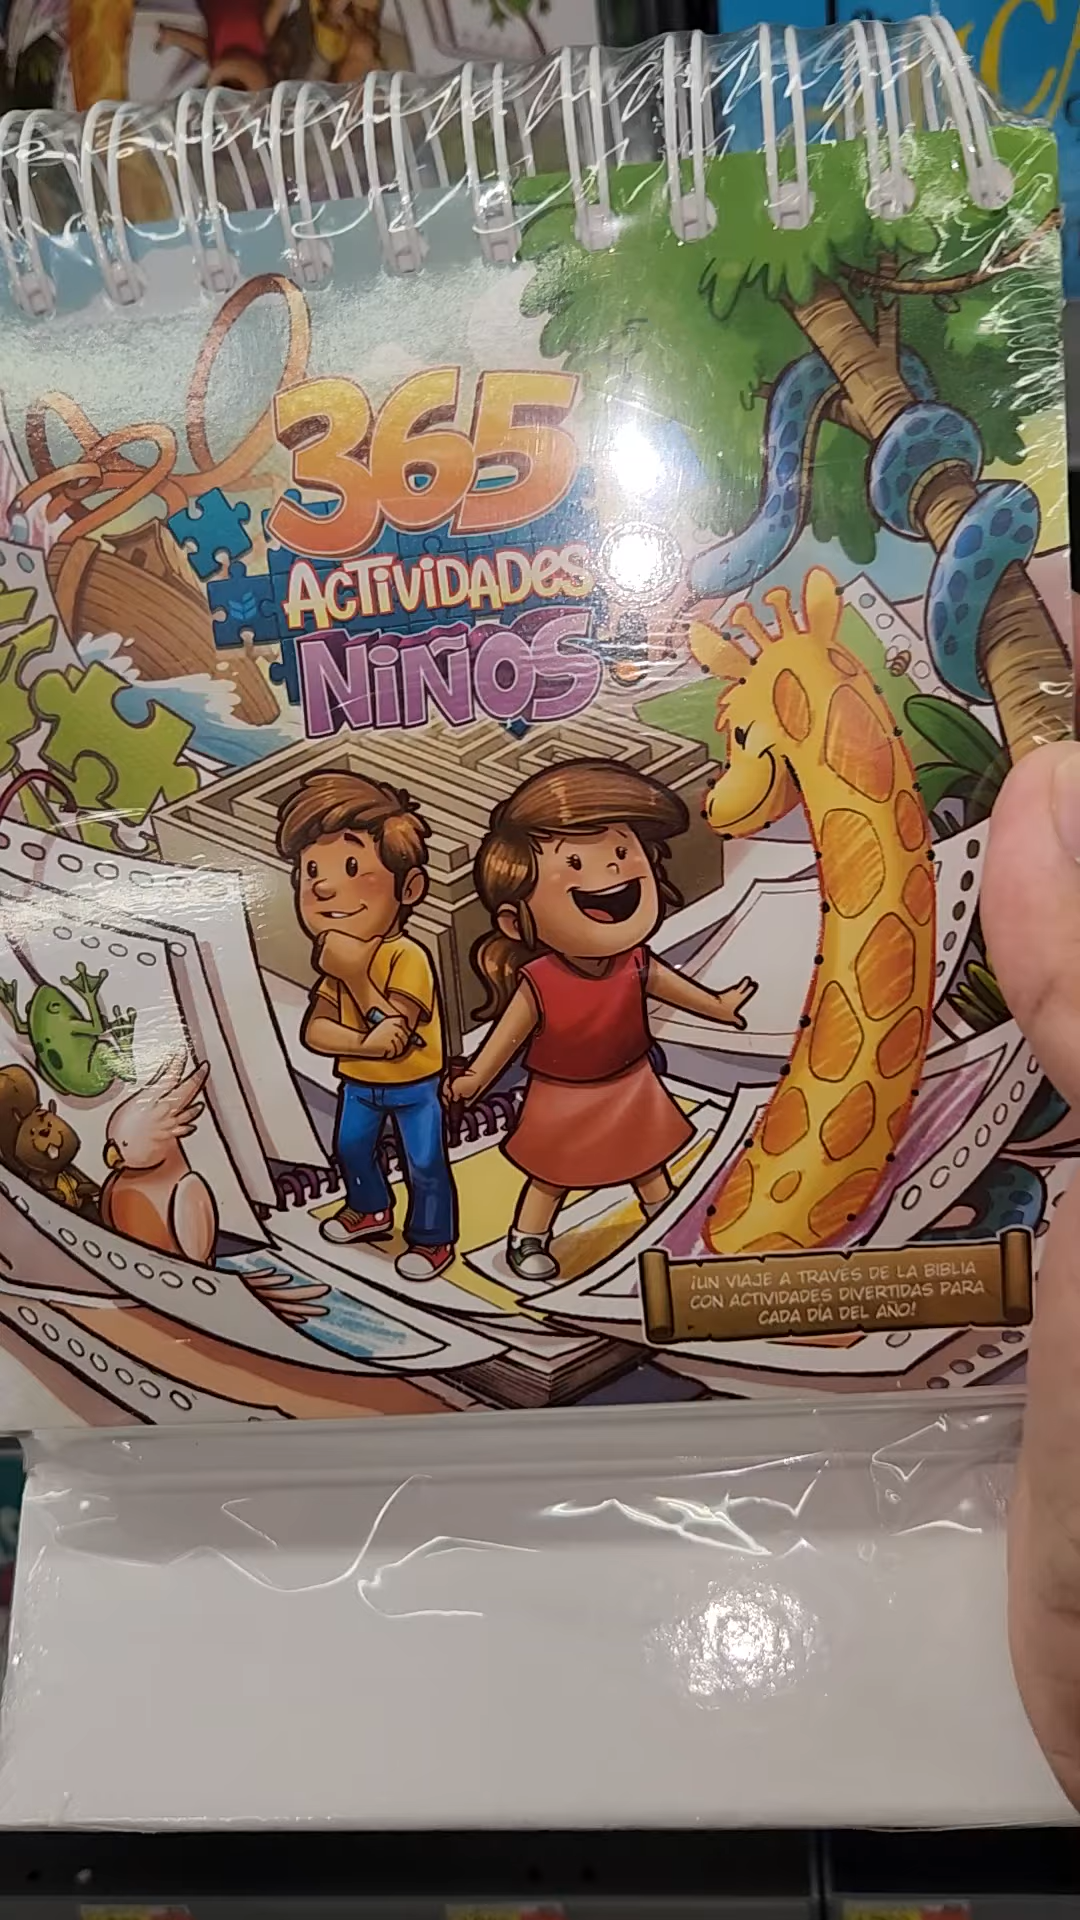 365
ACTIVIDADES
NIÑOS
¡UN VIAJE A TRAVÉS DE LA BIBLIA
CON ACTIVIDADES DIVERTIDAS PARA
CADA DÍA DEL AÑO!